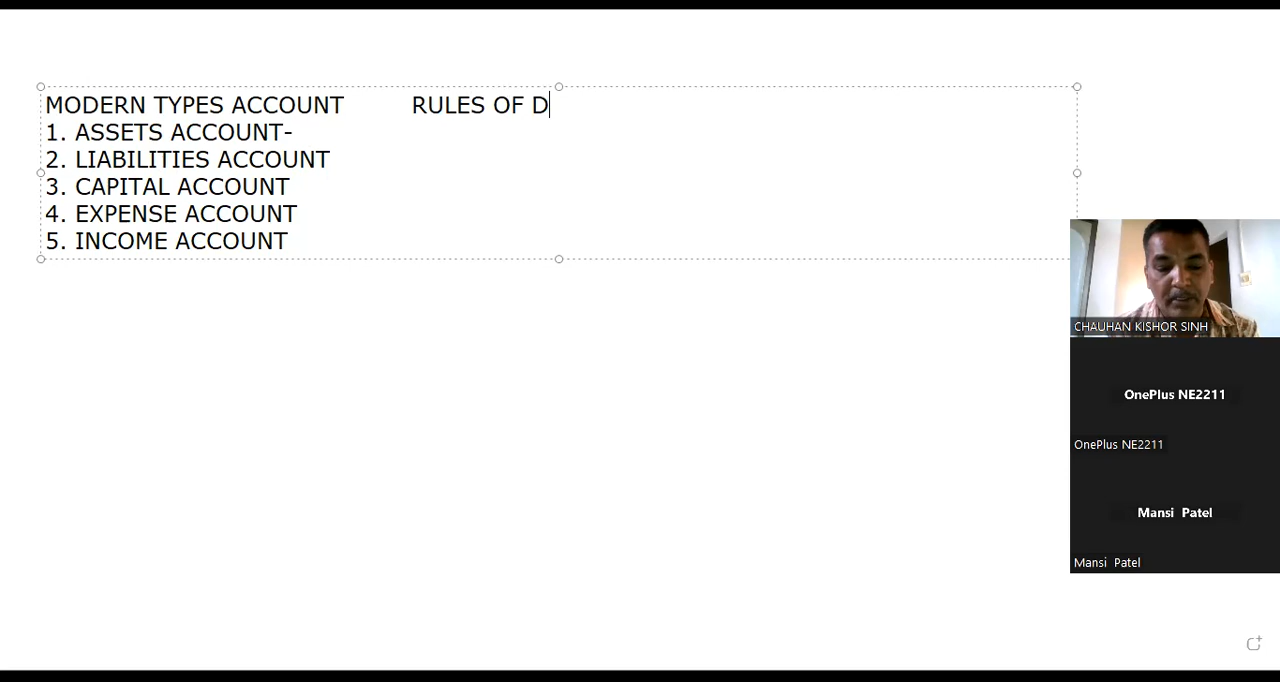 MODERN TYPES ACCOUNT RULES OF D
1. ASSETS ACCOUNT-
2. LIABILITIES ACCOUNT
3. CAPITAL ACCOUNT
4. EXPENSE ACCOUNT
5. INCOME ACCOUNT
CHAUHAN KISHOR SINH
OnePlus NE2211
OnePlus NE2211
Mansi Patel
Mansi Patel